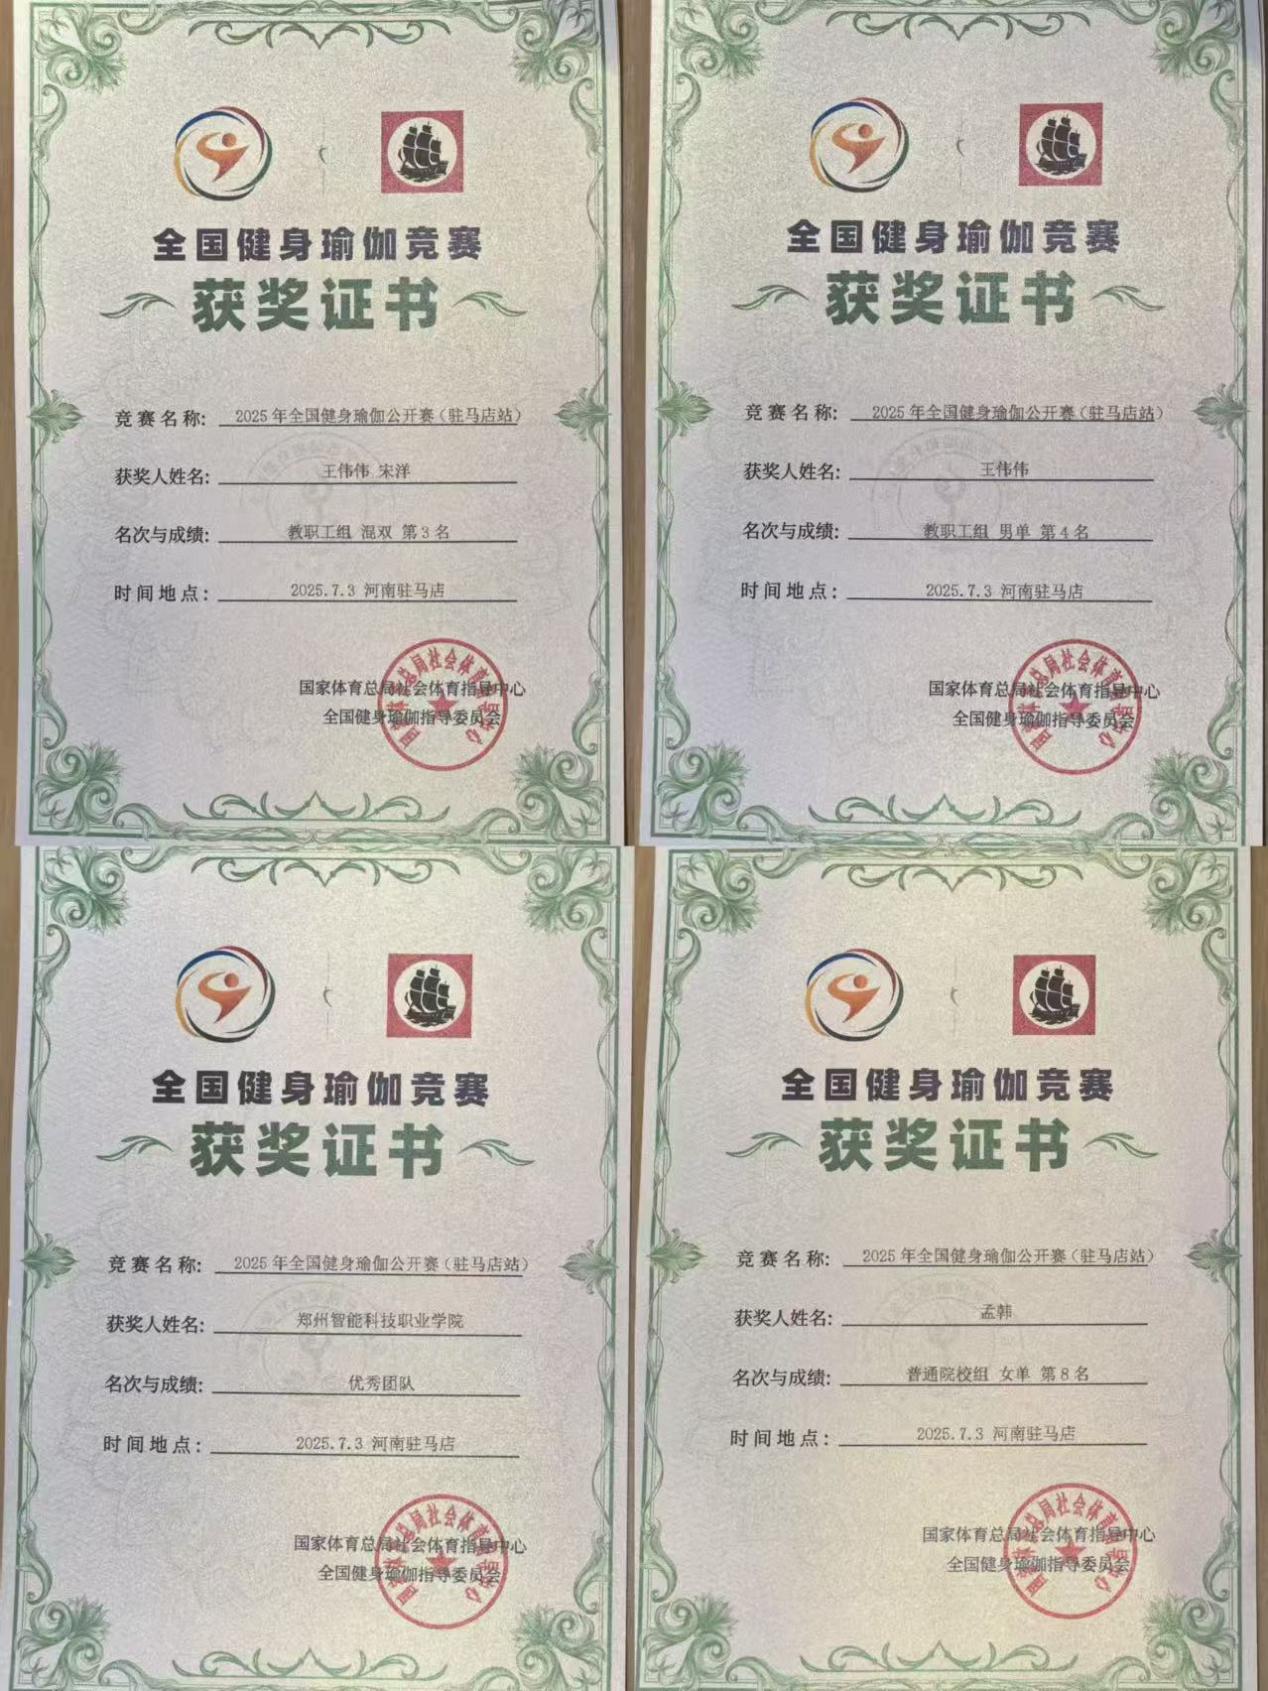 全国健身瑜伽竞赛
获奖证书
竞赛名称: 2025年全国健身瑜伽公开赛（驻马店站）
获奖人姓名: 王伟伟 宋洋
名次与成绩: 教职工组 混双 第3名
时间地点: 2025.7.3 河南驻马店
国家体育总局社会体育指导中心
全国健身瑜伽指导委员会
全国健身瑜伽竞赛
获奖证书
竞赛名称: 2025年全国健身瑜伽公开赛（驻马店站）
获奖人姓名: 王伟伟
名次与成绩: 教职工组 男单 第4名
时间地点: 2025.7.3 河南驻马店
国家体育总局社会体育指导中心
全国健身瑜伽指导委员会
全国健身瑜伽竞赛
获奖证书
竞赛名称: 2025年全国健身瑜伽公开赛（驻马店站）
获奖人姓名: 郑州智能科技职业学院
名次与成绩: 优秀团队
时间地点: 2025.7.3 河南驻马店
国家体育总局社会体育指导中心
全国健身瑜伽指导委员会
全国健身瑜伽竞赛
获奖证书
竞赛名称: 2025年全国健身瑜伽公开赛（驻马店站）
获奖人姓名: 孟韩
名次与成绩: 普通院校组 女单 第8名
时间地点: 2025.7.3 河南驻马店
国家体育总局社会体育指导中心
全国健身瑜伽指导委员会